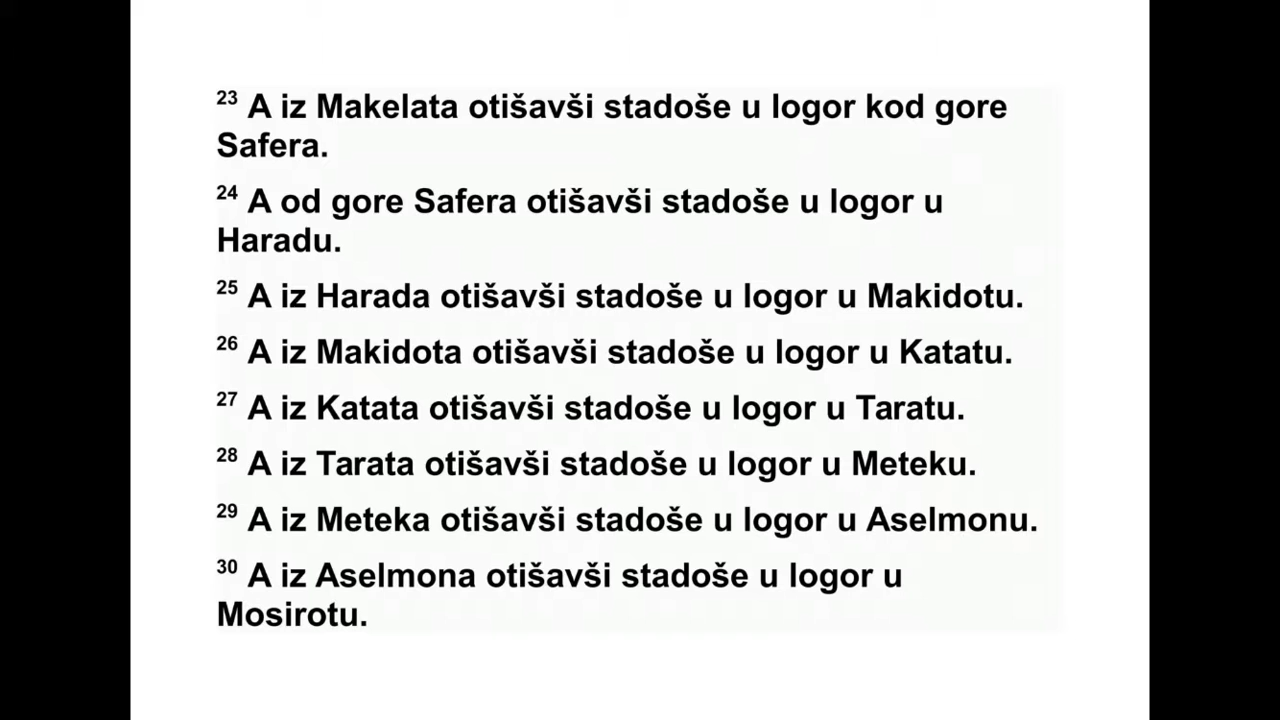 23 A iz Makelata otišavši stadoše u logor kod gore
Safera.
24 A od gore Safera otišavši stadoše u logor u
Haradu.
25 A iz Harada otišavši stadoše u logor u Makidotu.
26 A iz Makidota otišavši stadoše u logor u Katatu.
27 A iz Katata otišavši stadoše u logor u Taratu.
28 A iz Tarata otišavši stadoše u logor u Meteku.
29 A iz Meteka otišavši stadoše u logor u Aselmonu.
30 A iz Aselmona otišavši stadoše u logor u
Mosirotu.